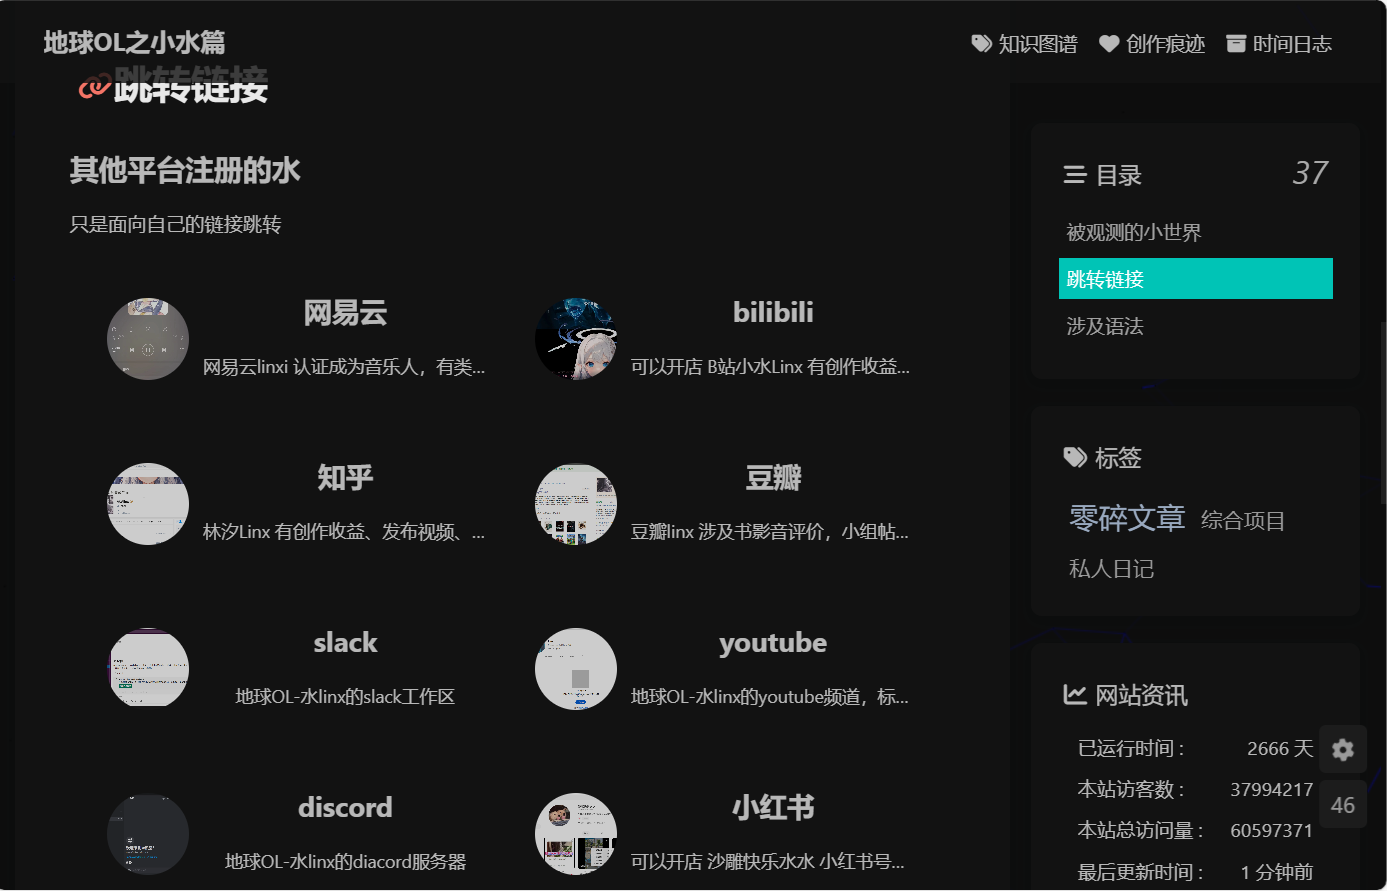 地球OL之小水篇
知识图谱
创作痕迹
时间日志
跳转链接
其他平台注册的水
只是面向自己的链接跳转
网易云
网易云linxi 认证成为音乐人，有类...
bilibili
可以开店 B站小水Linx 有创作收益...
知乎
林汐Linx 有创作收益、发布视频、...
豆瓣
豆瓣linx 涉及书影音评价，小组帖...
slack
地球OL-水linx的slack工作区
youtube
地球OL-水linx的youtube频道，标...
discord
地球OL-水linx的diacord服务器
小红书
可以开店 沙雕快乐水水 小红书号...
目录 37
被观测的小世界
跳转链接
涉及语法
标签
零碎文章 综合项目
私人日记
网站资讯
已运行时间： 2666 天
本站访客数： 37994217
本站总访问量： 60597371
最后更新时间： 1 分钟前
46